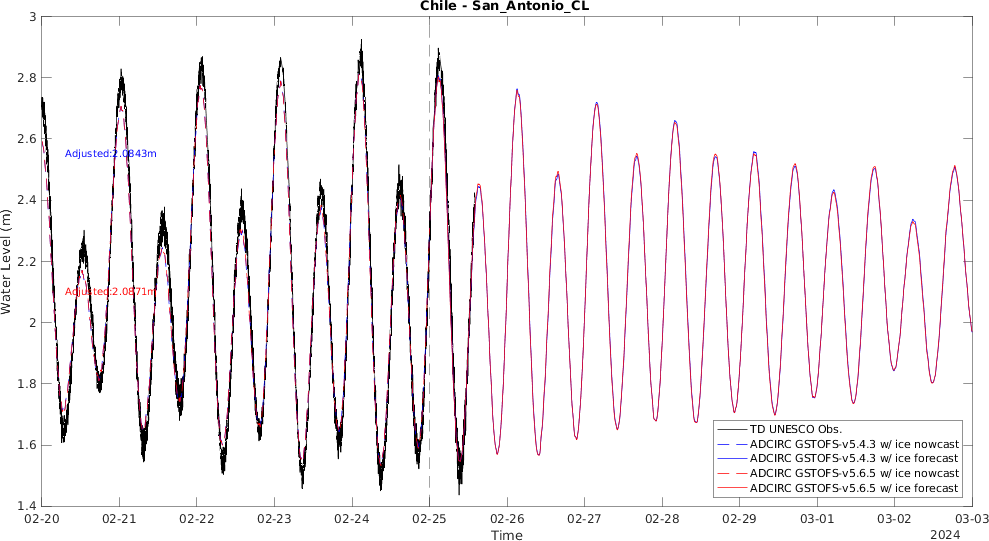 Chile - San_Antonio_CL
3
2.8
2.6
2.4
2.2
2
1.8
1.6
1.4
Water Level (m)
Adjusted:2.0843m
Adjusted:2.0871m
TD UNESCO Obs.
ADCIRC GSTOFS-v5.4.3 w/ ice nowcast
ADCIRC GSTOFS-v5.4.3 w/ ice forecast
ADCIRC GSTOFS-v5.6.5 w/ ice nowcast
ADCIRC GSTOFS-v5.6.5 w/ ice forecast
02-20 02-21 02-22 02-23 02-24 02-25 02-26 02-27 02-28 02-29 03-01 03-02 03-03
Time
2024